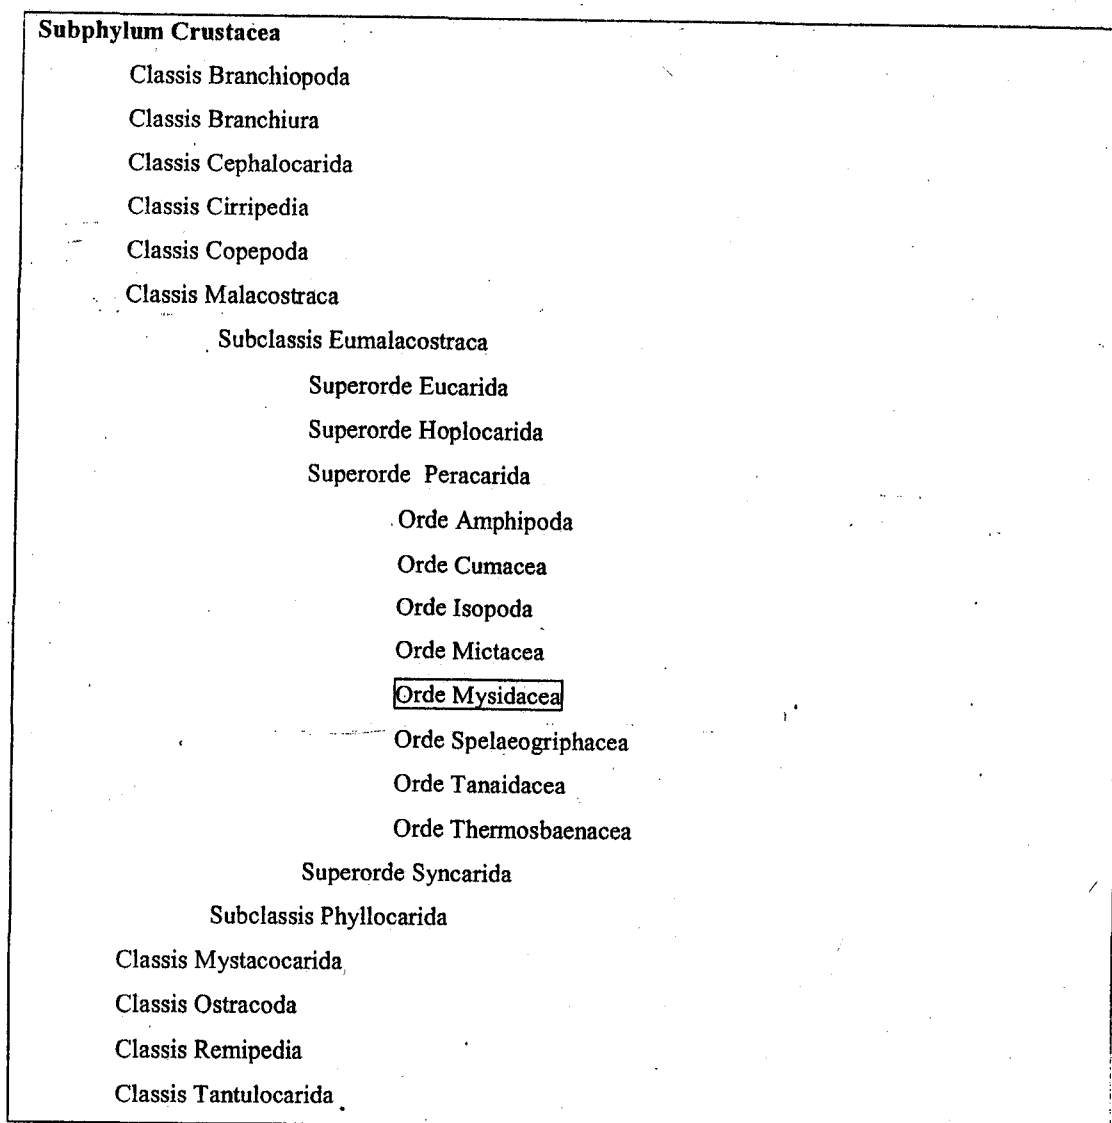 Subphylum Crustacea
Classis Branchiopoda
Classis Branchiura
Classis Cephalocarida
Classis Cirripedia
Classis Copepoda
Classis Malacostraca
Subclassis Eumalacostraca
Superorde Eucarida
Superorde Hoplocarida
Superorde Peracarida
Orde Amphipoda
Orde Cumacea
Orde Isopoda
Orde Mictacea
Orde Mysidacea
Orde Spelaeogriphacea
Orde Tanaidacea
Orde Thermosbaenacea
Superorde Syncarida
Subclassis Phyllocarida
Classis Mystacocarida
Classis Ostracoda
Classis Remipedia
Classis Tantulocarida